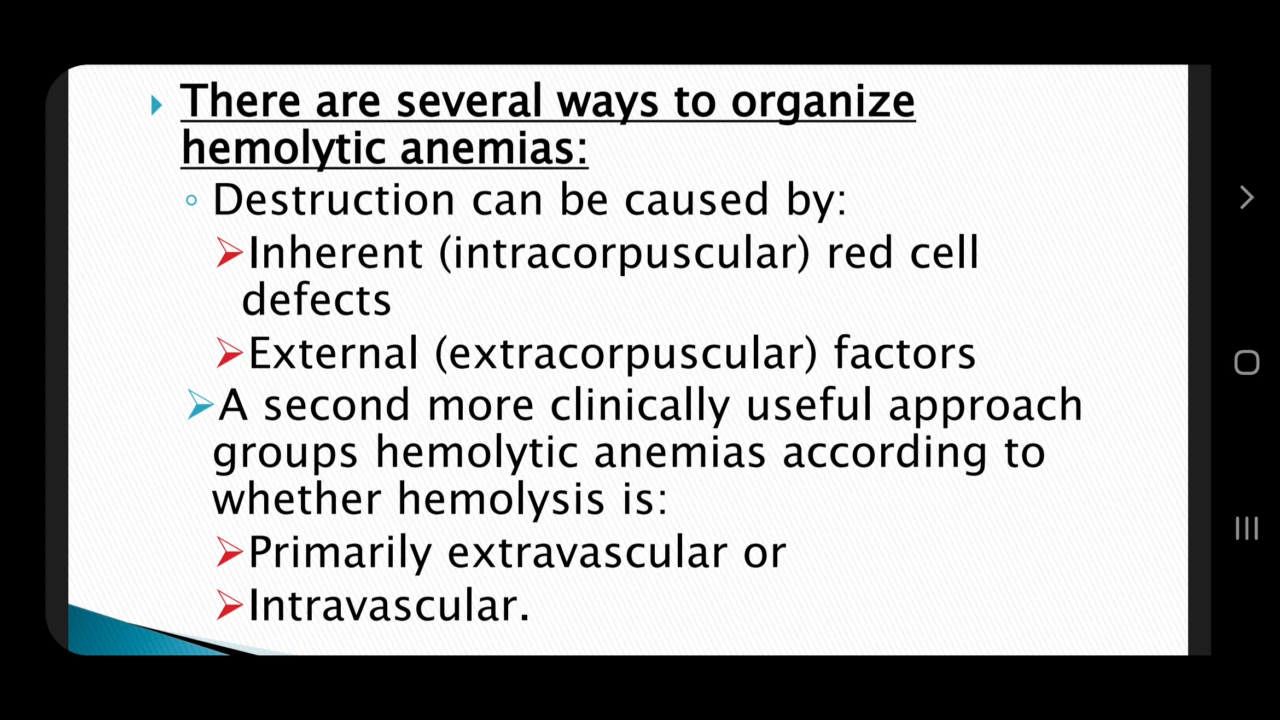 There are several ways to organize
hemolytic anemias:
Destruction can be caused by:
Inherent (intracorpuscular) red cell
defects
External (extracorpuscular) factors
A second more clinically useful approach
groups hemolytic anemias according to
whether hemolysis is:
Primarily extravascular or
Intravascular.